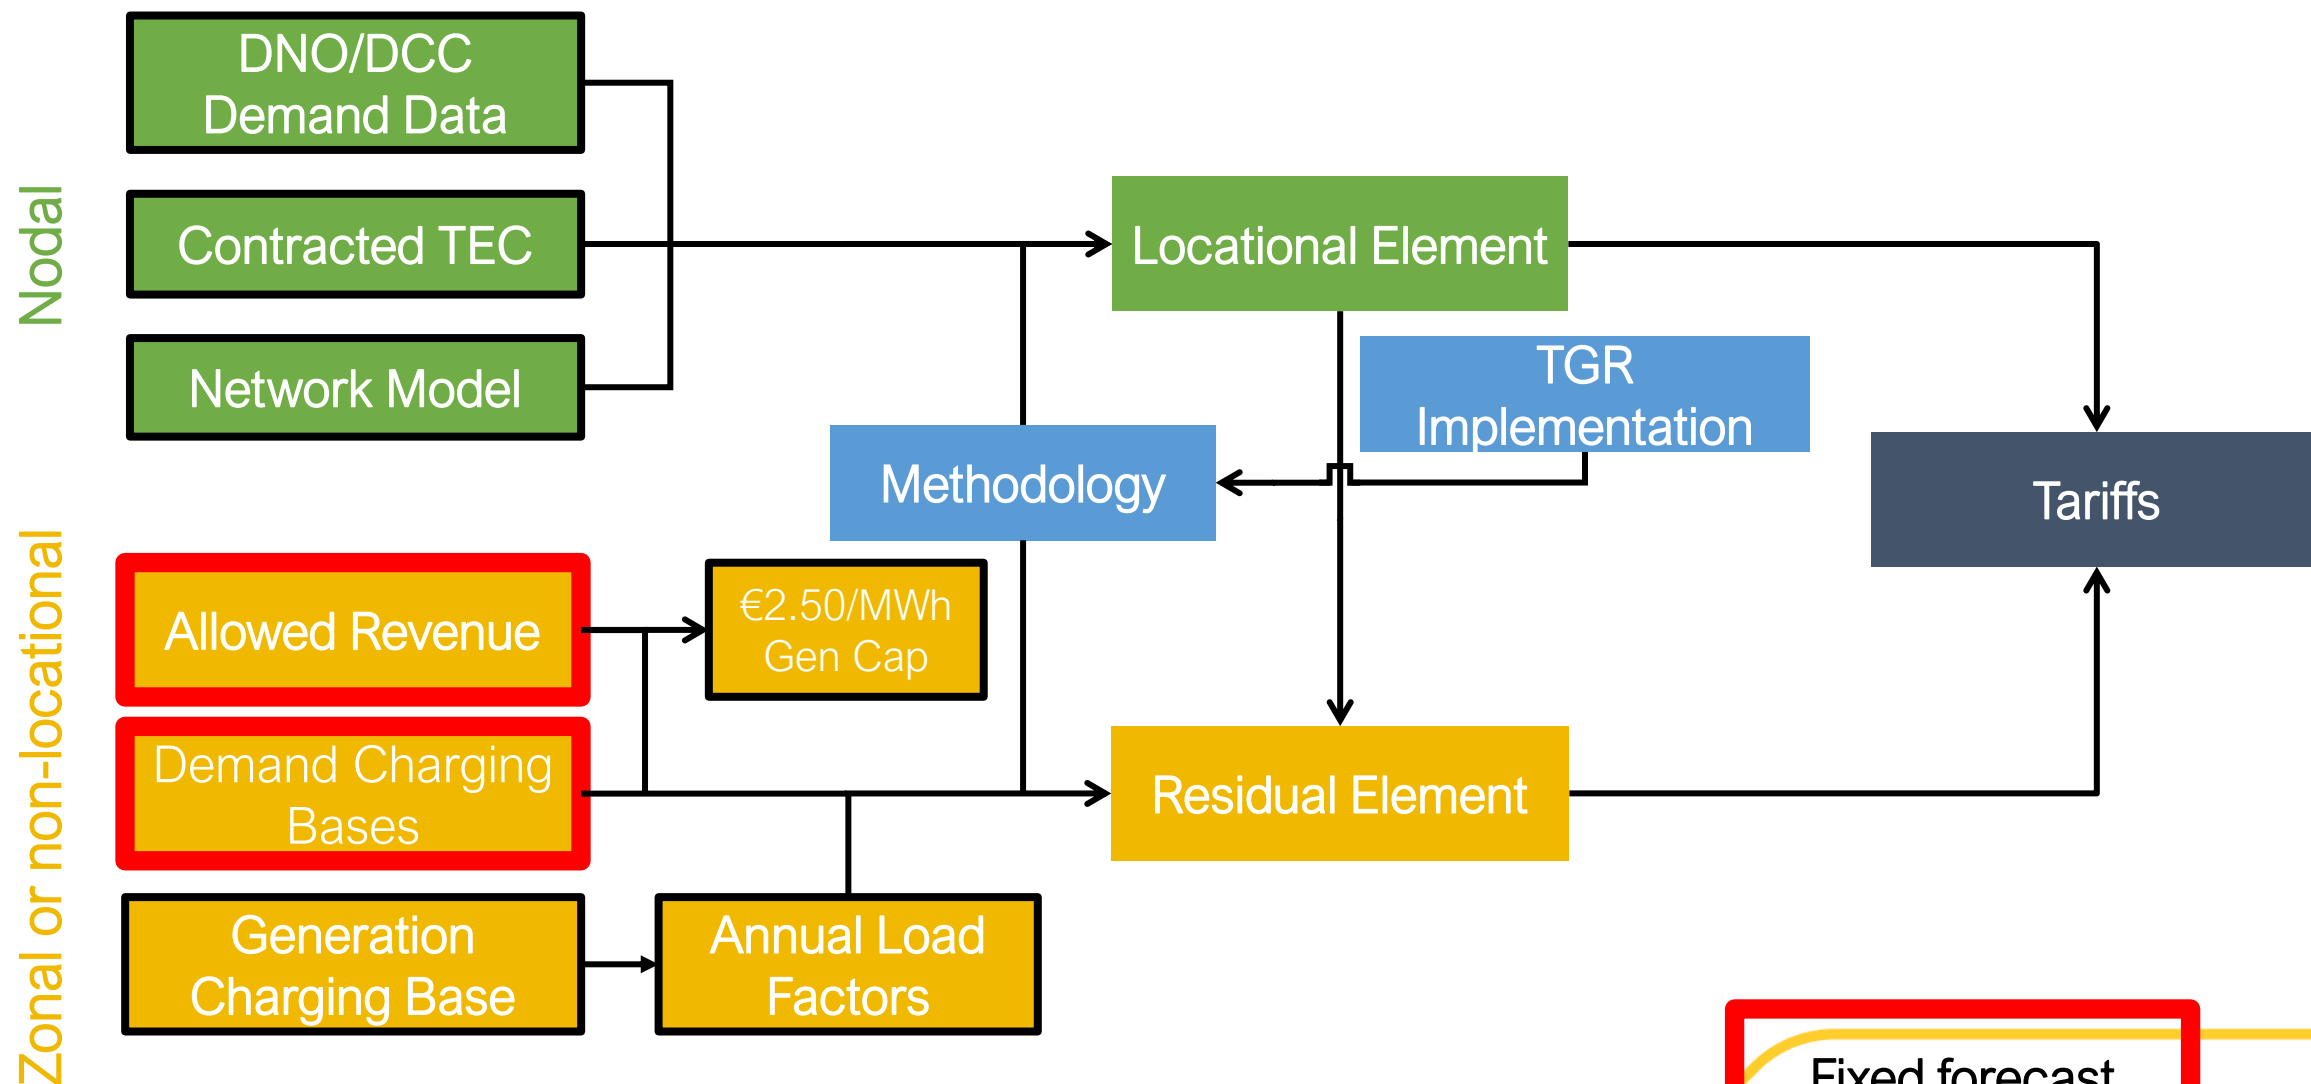 Nodal
DNO/DCC
Demand Data
Contracted TEC
Network Model
Locational Element
TGR
Implementation
Methodology
Tariffs
Zonal or non-locational
Allowed Revenue
€2.50/MWh
Gen Cap
Demand Charging
Bases
Residual Element
Generation
Charging Base
Annual Load
Factors
Fixed forecast